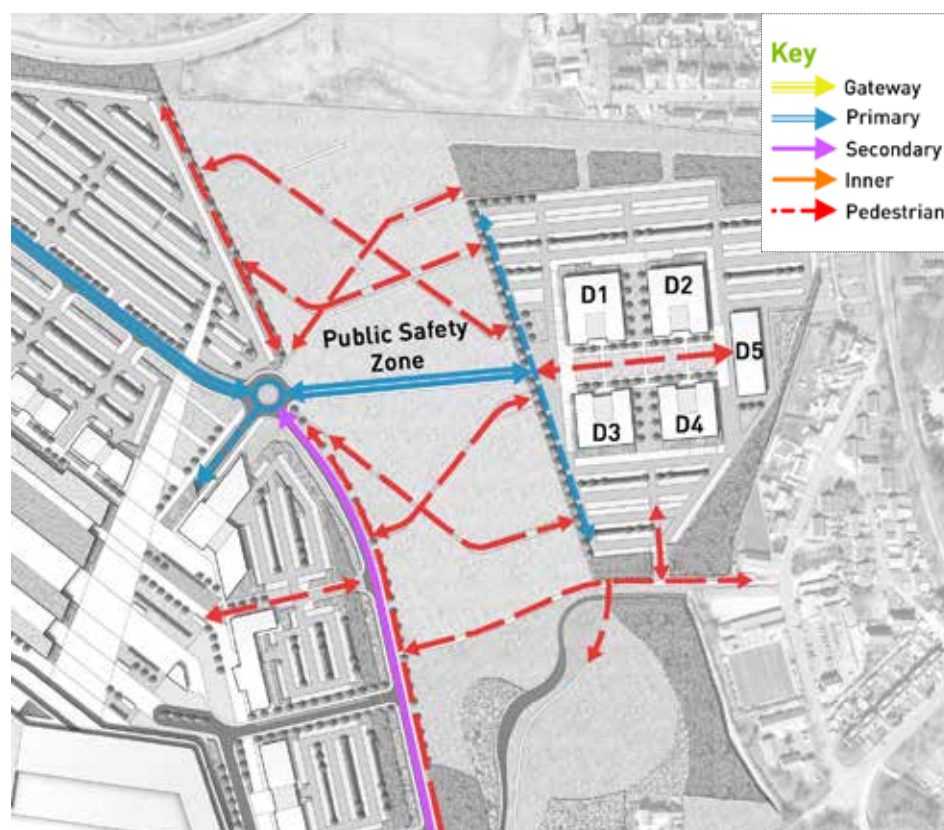 Key
Gateway
Primary
Secondary
Inner
Pedestrian
D1
D2
Public Safety
Zone
D5
D3
D4